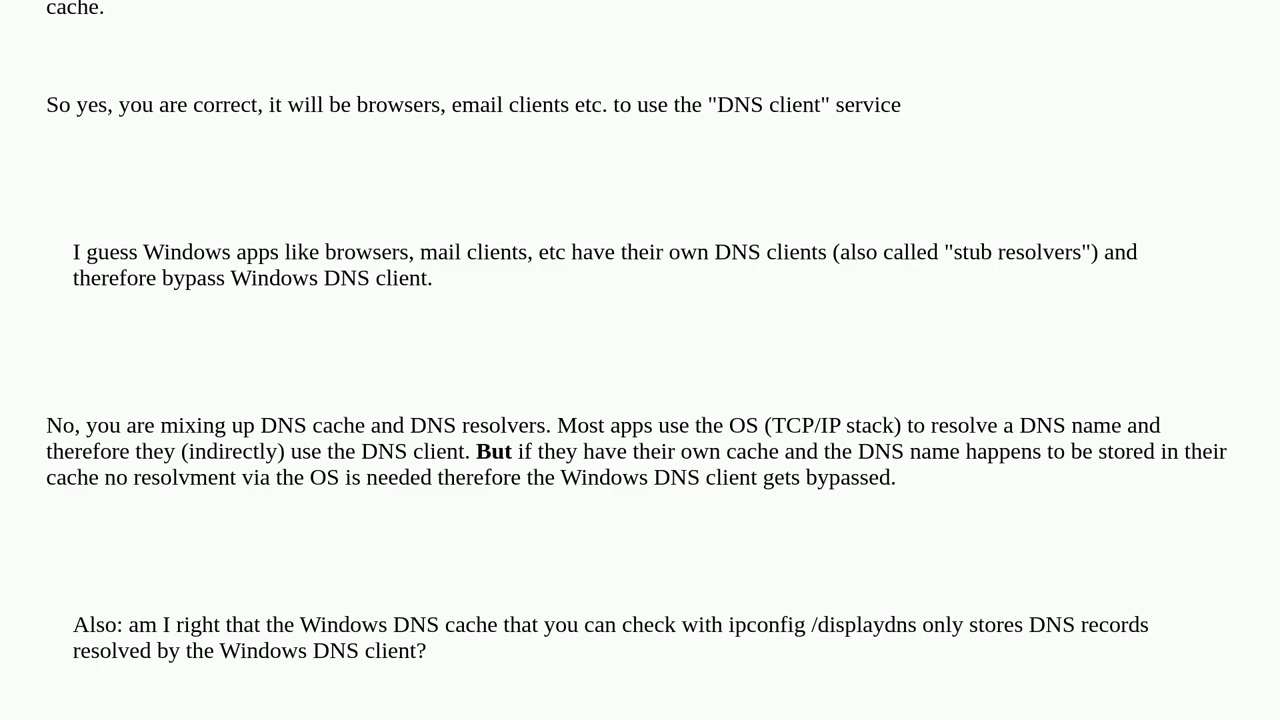 cache.
So yes, you are correct, it will be browsers, email clients etc. to use the "DNS client" service
I guess Windows apps like browsers, mail clients, etc have their own DNS clients (also called "stub resolvers") and
therefore bypass Windows DNS client.
No, you are mixing up DNS cache and DNS resolvers. Most apps use the OS (TCP/IP stack) to resolve a DNS name and
therefore they (indirectly) use the DNS client. But if they have their own cache and the DNS name happens to be stored in their
cache no resolvment via the OS is needed therefore the Windows DNS client gets bypassed.
Also: am I right that the Windows DNS cache that you can check with ipconfig /displaydns only stores DNS records
resolved by the Windows DNS client?